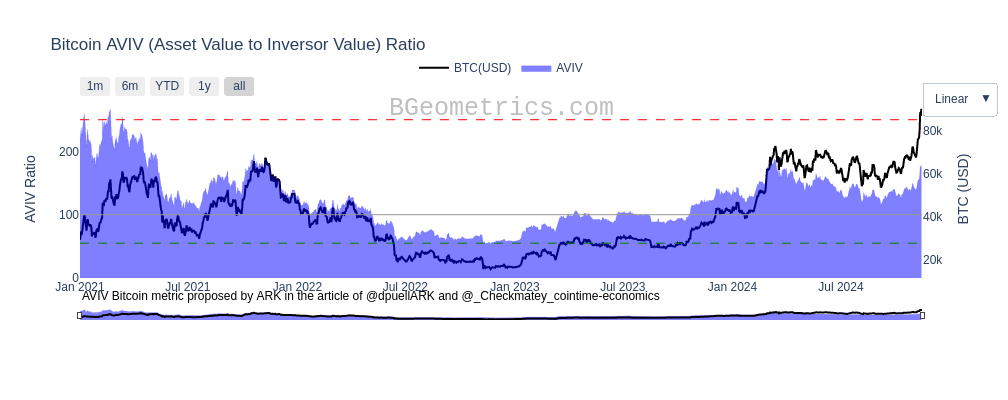 Bitcoin AVIV (Asset Value to Inversor Value) Ratio
BTC(USD) AVIV
1m 6m YTD 1y all
Linear ▼
BGeometrics.com
80k
200
60k
AVIV Ratio
BTC (USD)
100
40k
20k
0
Jan 2021 Jul 2021 Jan 2022 Jul 2022 Jan 2023 Jul 2023 Jan 2024 Jul 2024
AVIV Bitcoin metric proposed by ARK in the article of @dpuellARK and @_Checkmatey_cointime-economics